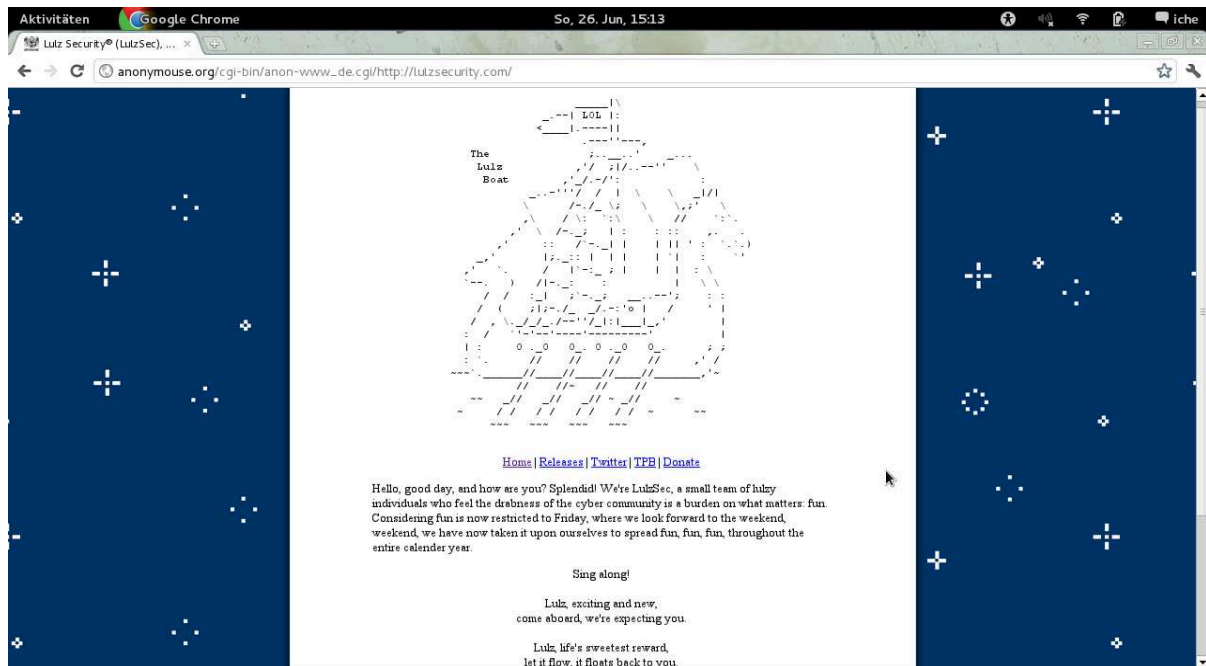 Aktivitäten
Google Chrome
So, 26. Jun, 15:13
iche
Lulz Security® (LulzSec), ...
anonymouse.org/cgi-bin/anon-www_de.cgi/http://lulzsecurity.com/
LOL
The
Lulz
Boat
Home | Releases | Twitter | TPB | Donate
Hello, good day, and how are you? Splendid! We're LulzSec, a small team of lulzy
individuals who feel the drabness of the cyber community is a burden on what matters: fun.
Considering fun is now restricted to Friday, where we look forward to the weekend,
weekend, we have now taken it upon ourselves to spread fun, fun, fun, throughout the
entire calender year.
Sing along!
Lulz, exciting and new,
come aboard, we're expecting you.
Lulz, life's sweetest reward,
let it flow, it floats back to you.